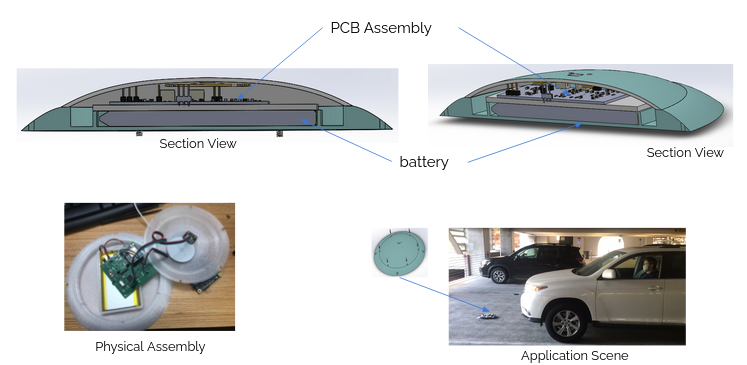 PCB Assembly
Section View
Section View
battery
Physical Assembly
Application Scene